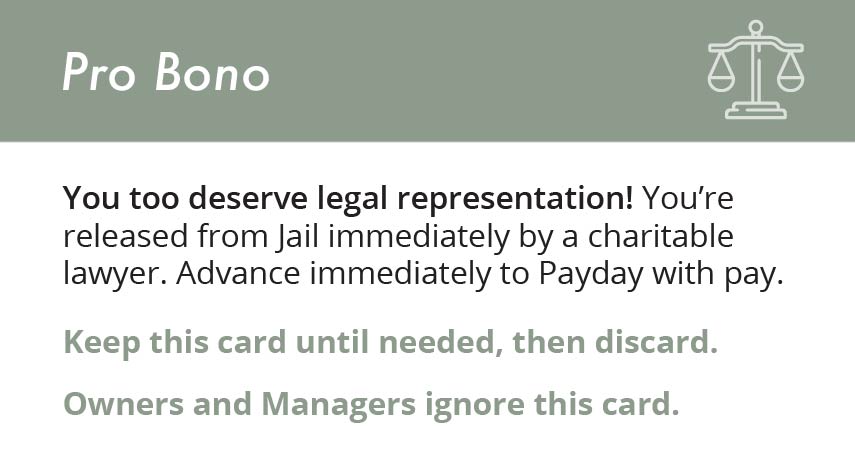 Pro Bono
You too deserve legal representation! You’re
released from Jail immediately by a charitable
lawyer. Advance immediately to Payday with pay.
Keep this card until needed, then discard.
Owners and Managers ignore this card.